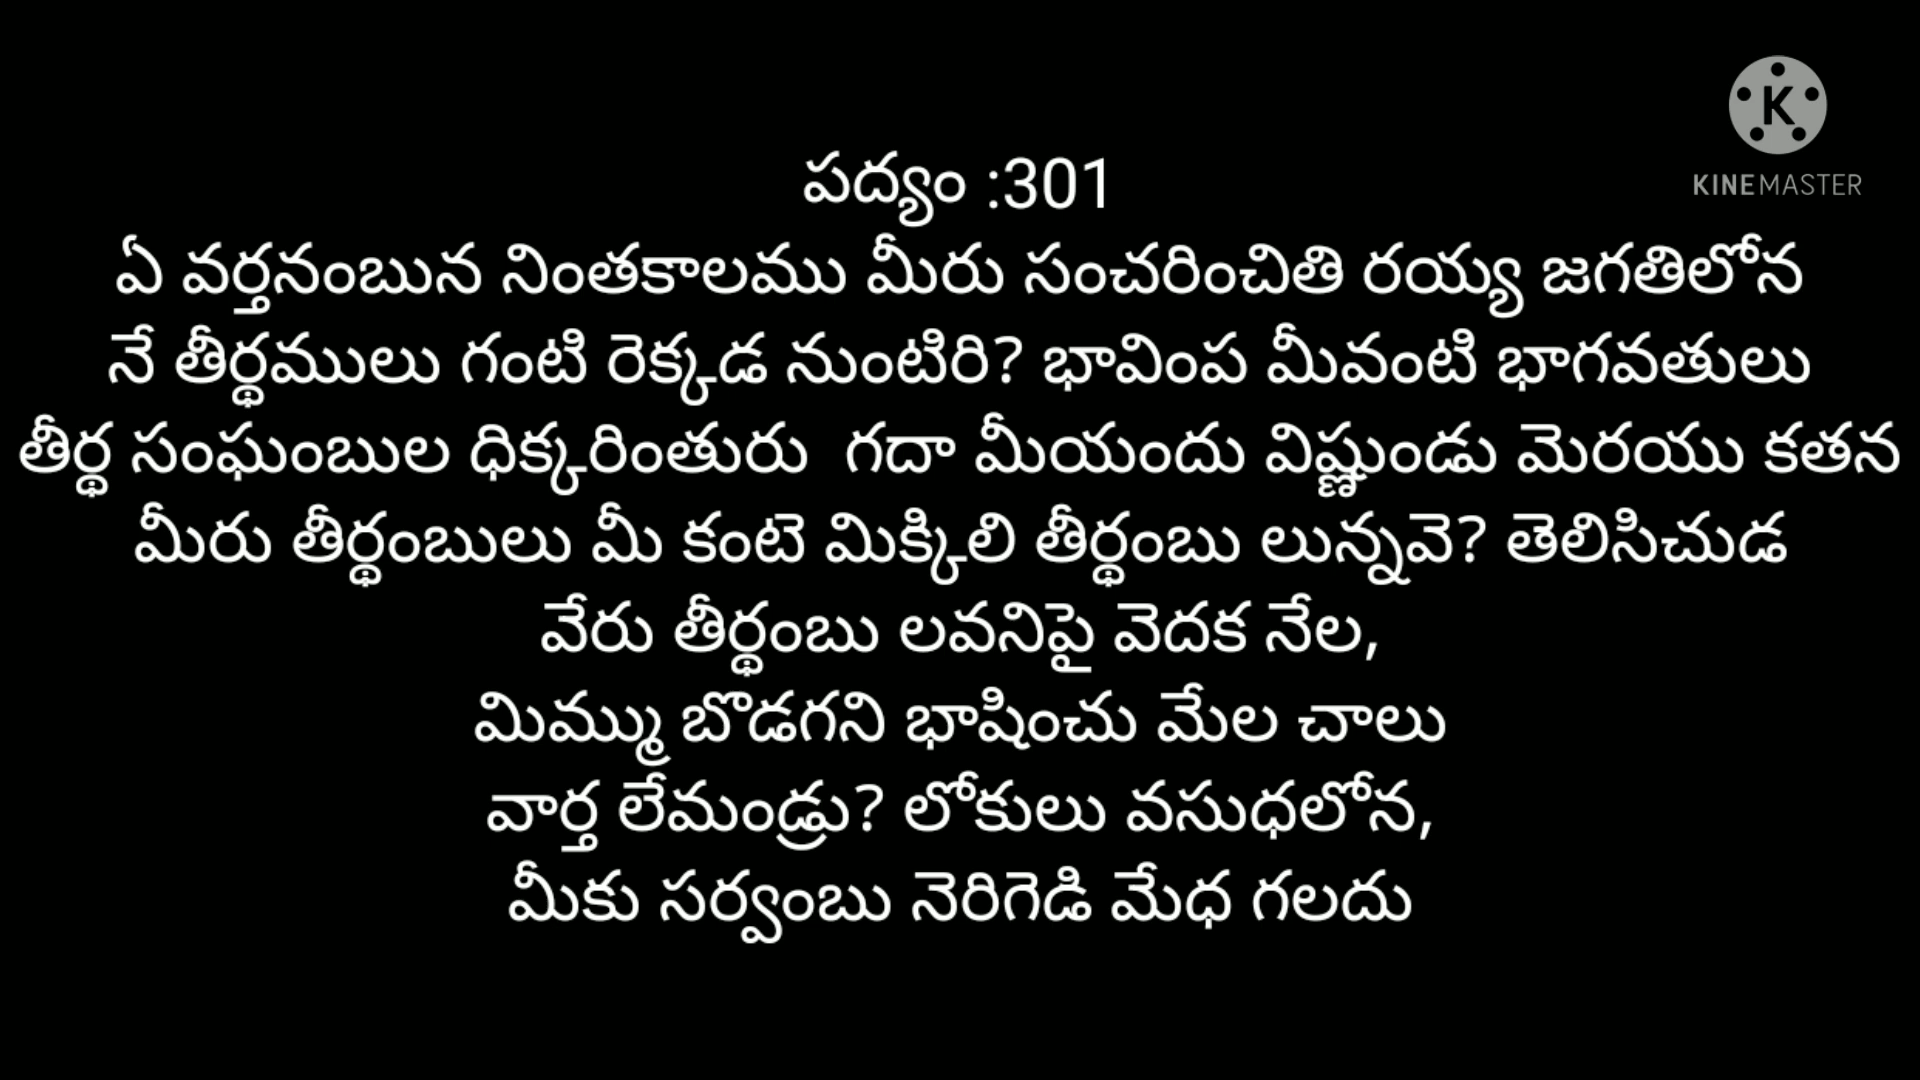 K
KINEMASTER
పద్యం :301
ఏ వర్తనంబున నింతకాలము మీరు సంచరించితి రయ్య జగతిలోన
నే తీర్థములు గంటి రెక్కడ నుంటిరి? భావింప మీవంటి భాగవతులు
తీర్థ సంఘంబుల ధిక్కరింతురు గదా మీయందు విష్ణుండు మెరయు కతన
మీరు తీర్థంబులు మీ కంటె మిక్కిలి తీర్థంబు లున్నవె? తెలిసిచుడ
వేరు తీర్థంబు లవనిపై వెదక నేల,
మిమ్ము బొడగని భాషించు మేల చాలు
వార్త లేమండ్రు? లోకులు వసుధలోన,
మీకు సర్వంబు నెరిగెడి మేధ గలదు